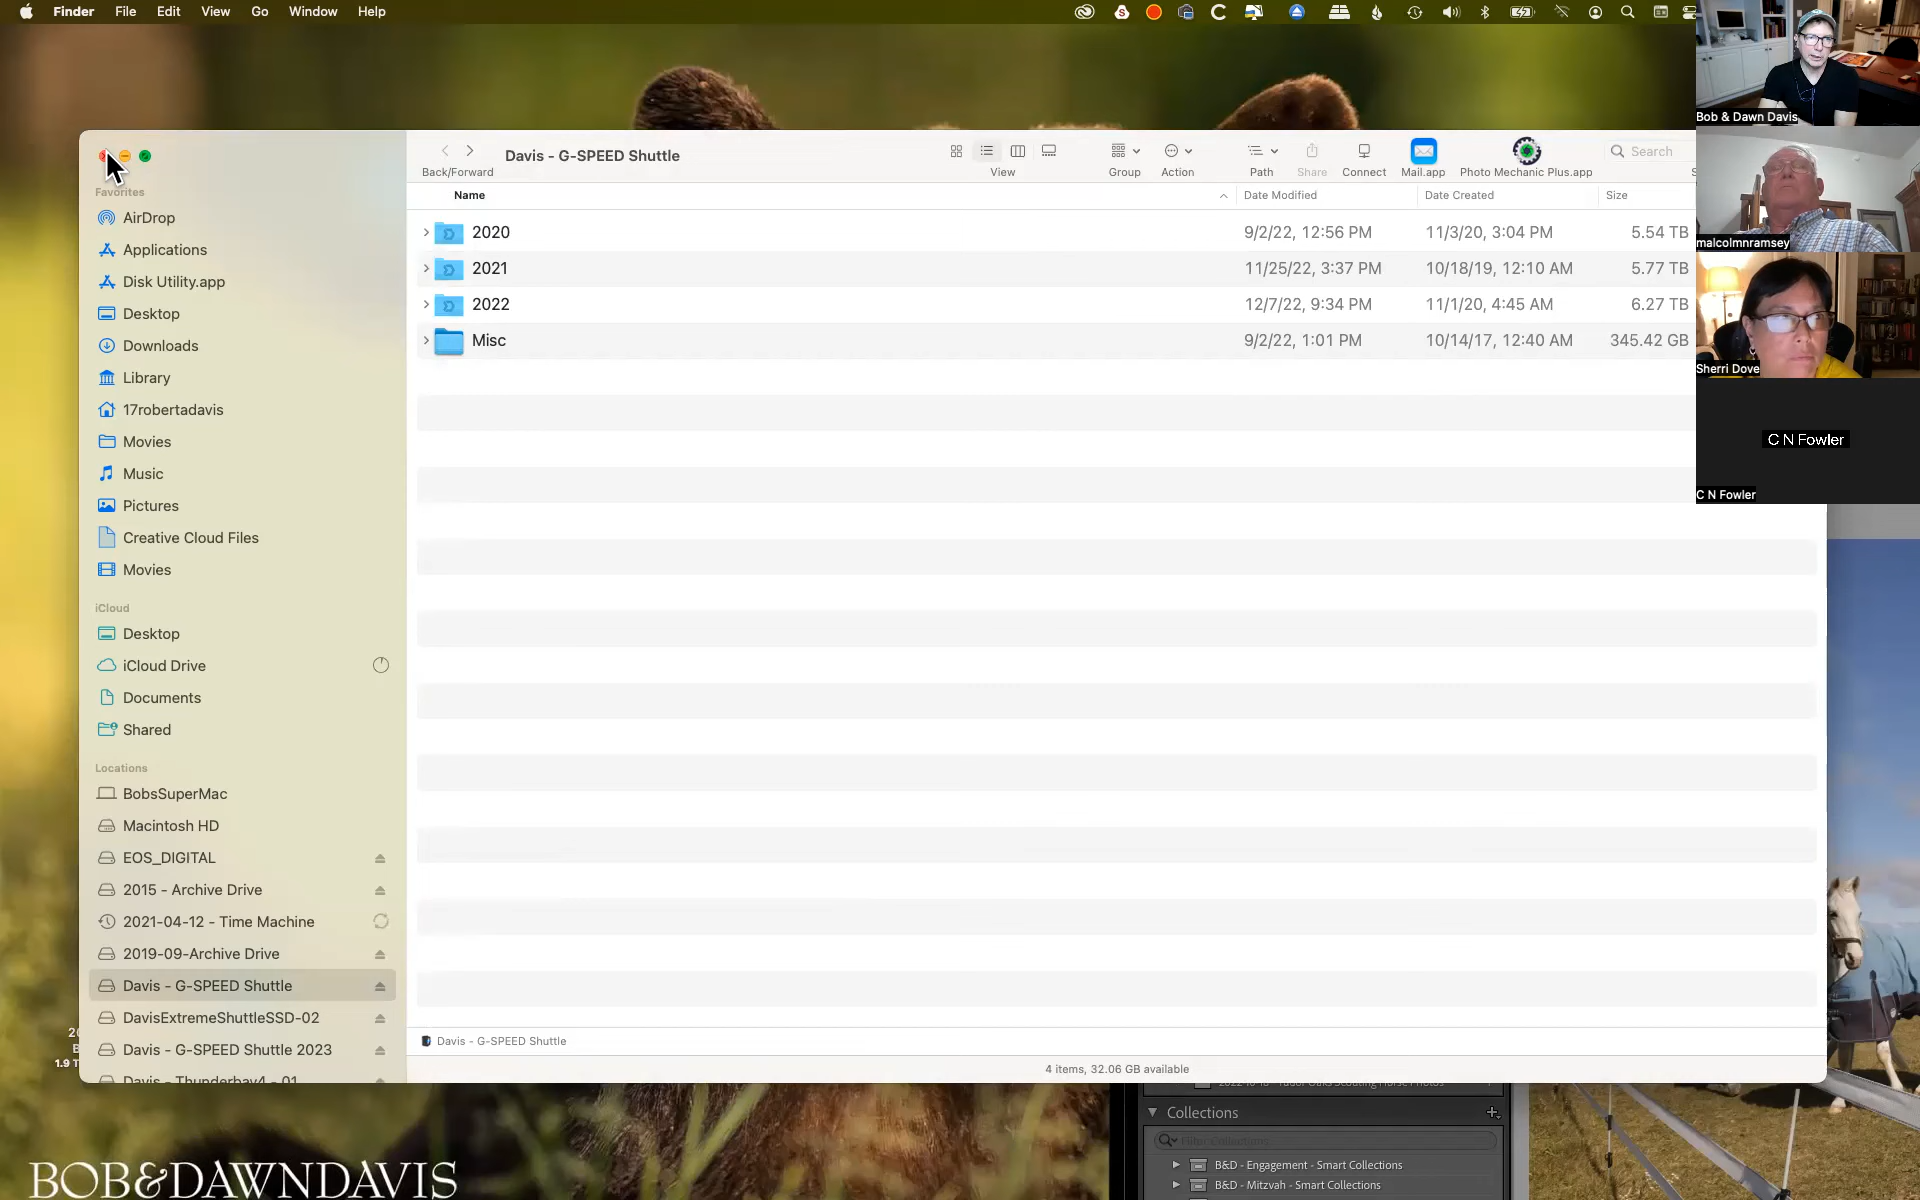 Finder File Edit View Go Window Help
Bob & Dawn Davis
malcolmnramsey
Sherri Dove
C N Fowler
C N Fowler
Favorites
AirDrop
Applications
Disk Utility.app
Desktop
Downloads
Library
17robertadavis
Movies
Music
Pictures
Creative Cloud Files
Movies
iCloud
Desktop
iCloud Drive
Documents
Shared
Locations
BobsSuperMac
Macintosh HD
EOS_DIGITAL
2015 - Archive Drive
2021-04-12 - Time Machine
2019-09-Archive Drive
Davis - G-SPEED Shuttle
DavisExtremeShuttleSSD-02
Davis - G-SPEED Shuttle 2023
Davis - Thunderbay4 - 01
Davis - G-SPEED Shuttle
Back/Forward View Group Action Path Share Connect Mail.app Photo Mechanic Plus.app Search
Name Date Modified Date Created Size
2020 9/2/22, 12:56 PM 11/3/20, 3:04 PM 5.54 TB
2021 11/25/22, 3:37 PM 10/18/19, 12:10 AM 5.77 TB
2022 12/7/22, 9:34 PM 11/1/20, 4:45 AM 6.27 TB
Misc 9/2/22, 1:01 PM 10/14/17, 12:40 AM 345.42 GB
Davis - G-SPEED Shuttle
4 items, 32.06 GB available
1.9 T
Collections
Filter Collections
B&D - Engagement - Smart Collections
B&D - Mitzvah - Smart Collections
BOB&DAWNDAVIS